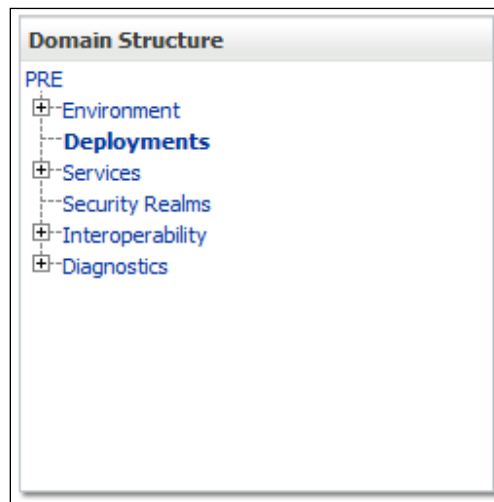 Domain Structure
PRE
Environment
Deployments
Services
Security Realms
Interoperability
Diagnostics